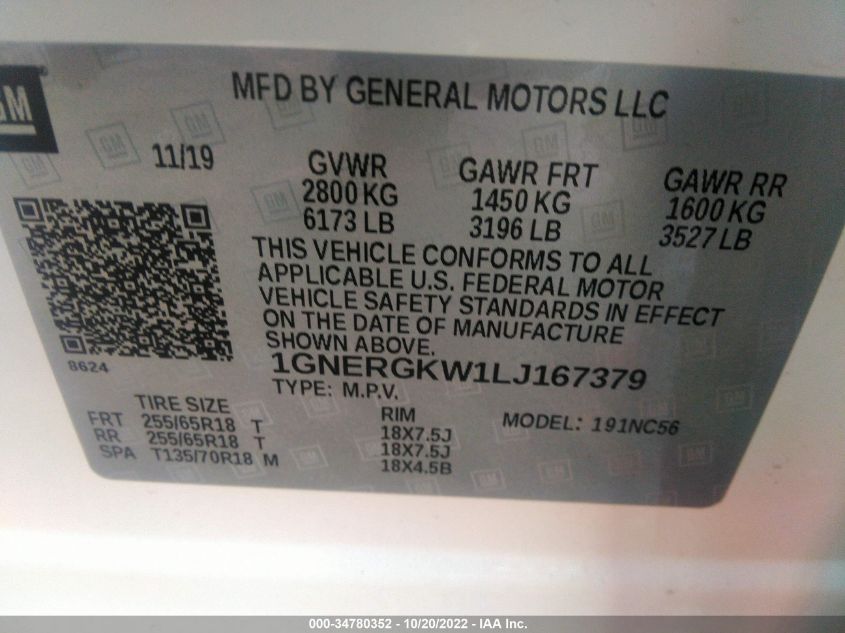 GM
MFD BY GENERAL MOTORS LLC
11/19
GVWR
2800 KG
6173 LB
GAWR FRT
1450 KG
3196 LB
GAWR RR
1600 KG
3527 LB
THIS VEHICLE CONFORMS TO ALL
APPLICABLE U.S. FEDERAL MOTOR
VEHICLE SAFETY STANDARDS IN EFFECT
ON THE DATE OF MANUFACTURE
SHOWN ABOVE.
8624
1GNERGKW1LJ167379
TYPE: M.P.V.
MODEL: 191NC56
TIRE SIZE RIM
FRT 255/65R18 T 18X7.5J
RR 255/65R18 T 18X7.5J
SPA T135/70R18 M 18X4.5B
000-34780352 - 10/20/2022 - IAA Inc.